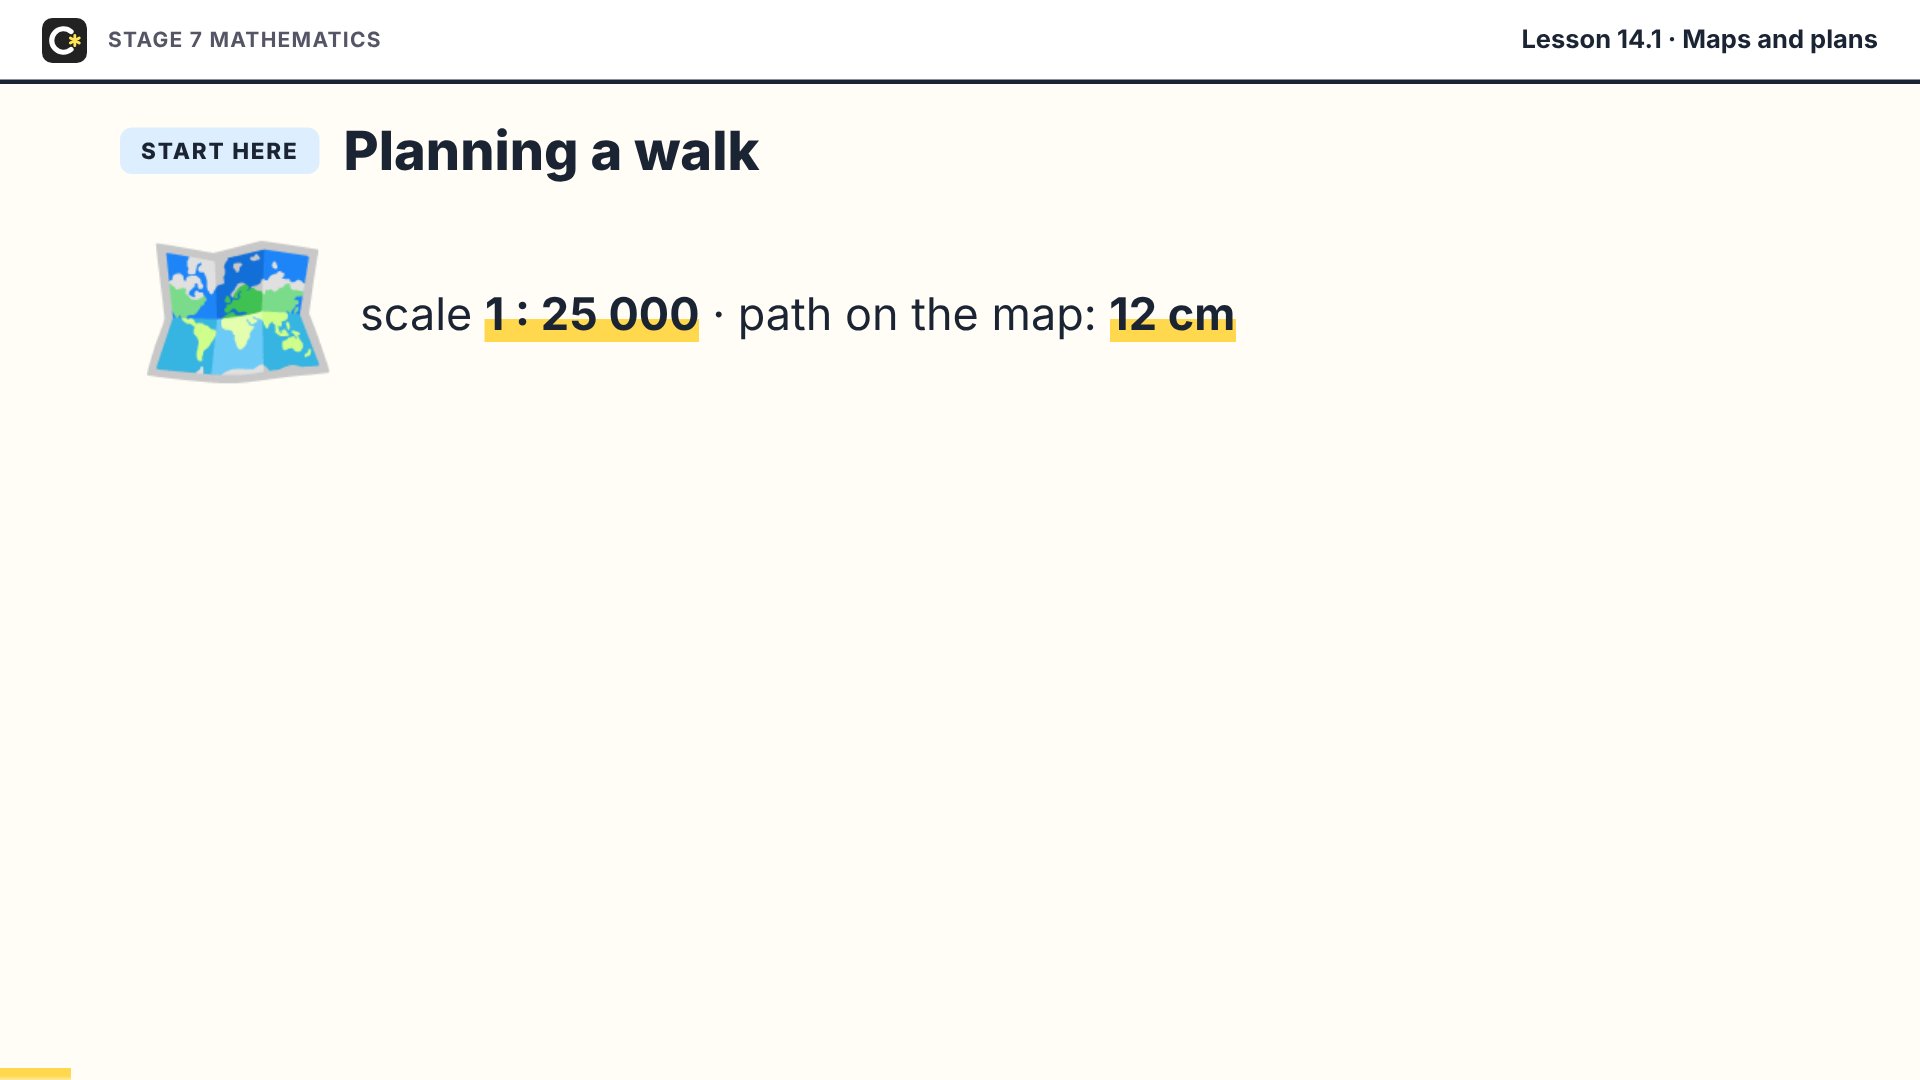 STAGE 7 MATHEMATICS
Lesson 14.1 · Maps and plans
START HERE
Planning a walk
scale 1 : 25 000 · path on the map: 12 cm